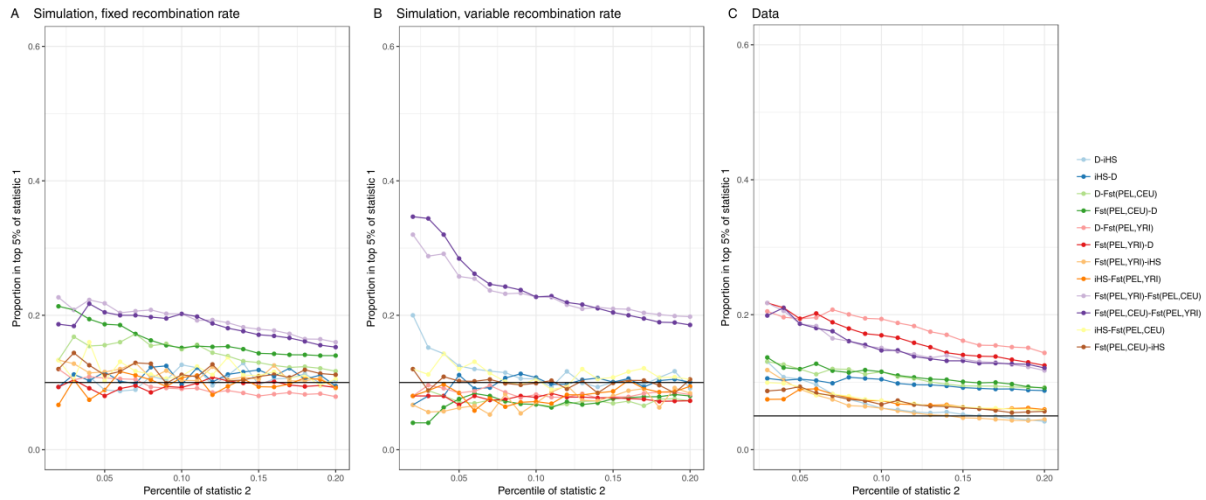 A Simulation, fixed recombination rate
B Simulation, variable recombination rate
C Data
Proportion in top 5% of statistic 1
0.6
0.4
0.2
0.0
0.05 0.10 0.15 0.20
Percentile of statistic 2
Proportion in top 5% of statistic 1
0.6
0.4
0.2
0.0
0.05 0.10 0.15 0.20
Percentile of statistic 2
Proportion in top 5% of statistic 1
0.6
0.4
0.2
0.0
0.05 0.10 0.15 0.20
Percentile of statistic 2
D-iHS
iHS-D
D-Fst(PEL,CEU)
Fst(PEL,CEU)-D
D-Fst(PEL,YRI)
Fst(PEL,YRI)-D
Fst(PEL,YRI)-iHS
iHS-Fst(PEL,YRI)
Fst(PEL,YRI)-Fst(PEL,CEU)
Fst(PEL,CEU)-Fst(PEL,YRI)
iHS-Fst(PEL,CEU)
Fst(PEL,CEU)-iHS